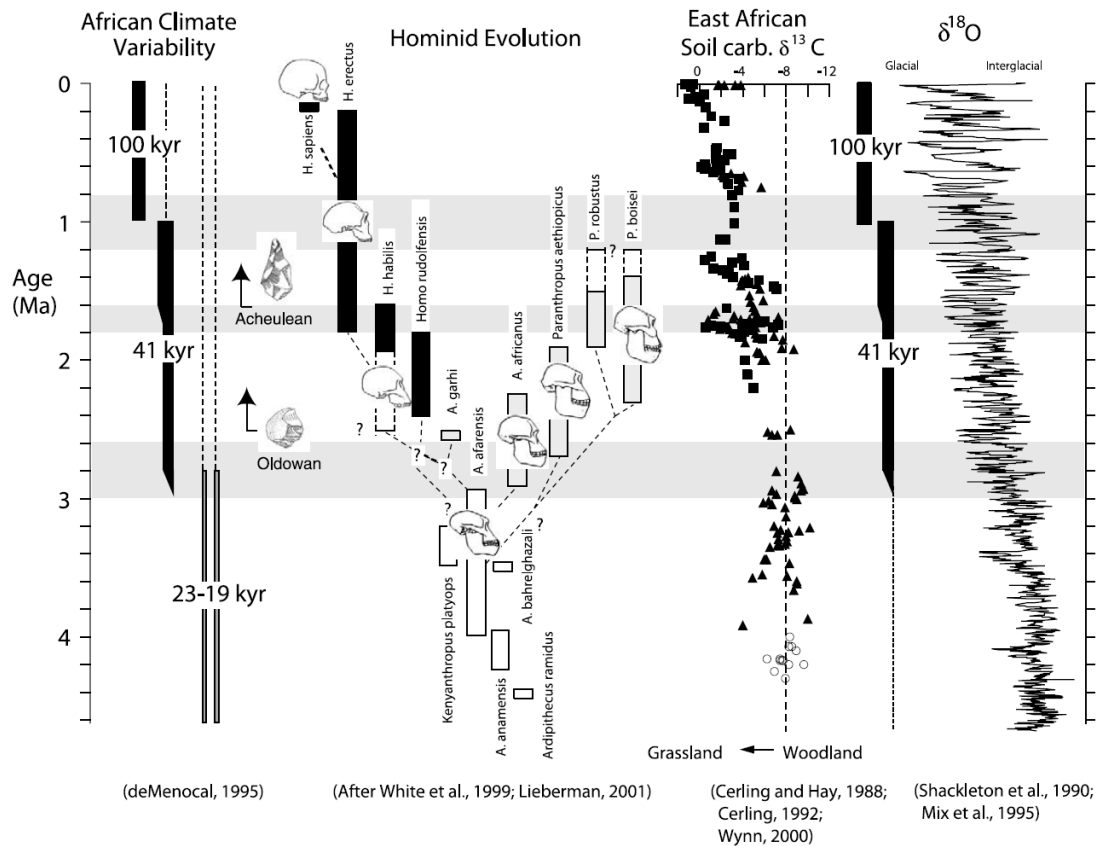 African Climate
Variability
Hominid Evolution
East African
Soil carb. δ¹³ C
δ¹⁸O
Glacial
Interglacial
0
-4
-8
-12
0
1
2
3
4
Age
(Ma)
100 kyr
41 kyr
23-19 kyr
Acheulean
Oldowan
H. sapiens
H. erectus
H. habilis
Homo rudolfensis
A. garhi
A. afarensis
A. africanus
Paranthropus aethiopicus
P. robustus
P. boisei
?
?
?
?
?
?
Kenyanthropus platyops
A. anamensis
A. bahrelghazali
Ardipithecus ramidus
100 kyr
41 kyr
Grassland
Woodland
(deMenocal, 1995)
(After White et al., 1999; Lieberman, 2001)
(Cerling and Hay, 1988;
Cerling, 1992;
Wynn, 2000)
(Shackleton et al., 1990;
Mix et al., 1995)